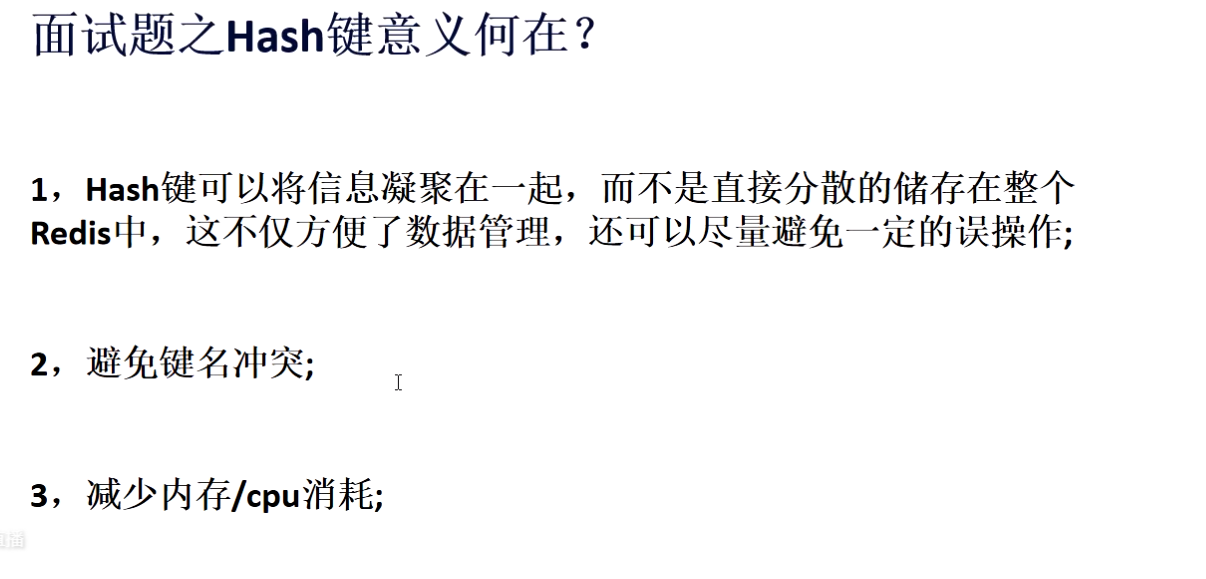 面试题之Hash键意义何在？
1，Hash键可以将信息凝聚在一起，而不是直接分散的储存在整个
Redis中，这不仅方便了数据管理，还可以尽量避免一定的误操作;
2，避免键名冲突;
3，减少内存/cpu消耗;
播